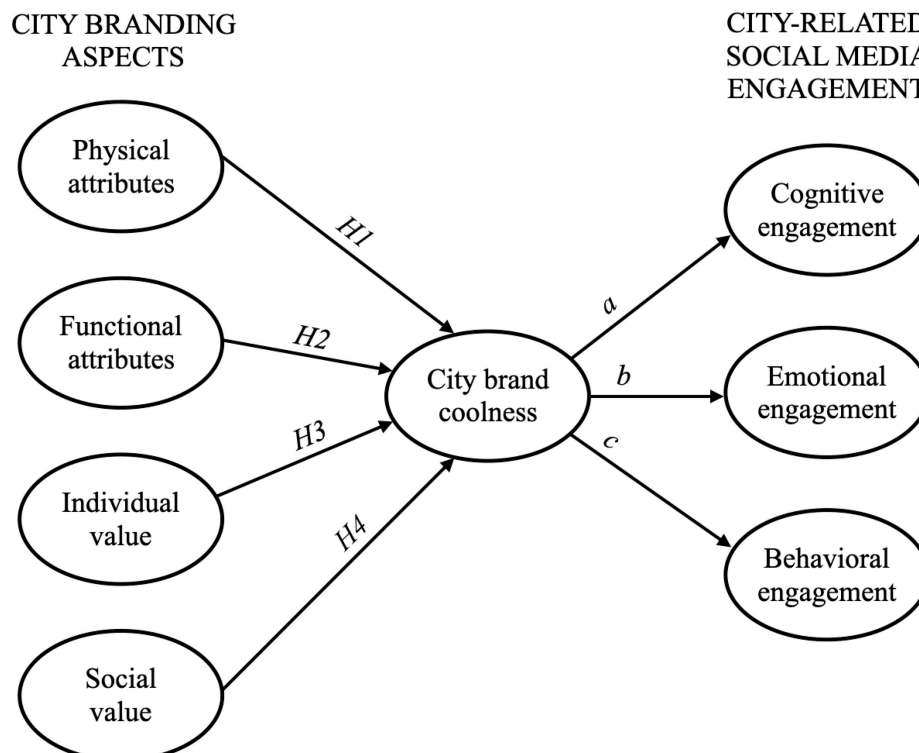 CITY BRANDING
ASPECTS
CITY-RELATED
SOCIAL MEDIA
ENGAGEMENT
Physical
attributes
H1
Functional
attributes
H2
Individual
value
H3
Social
value
H4
City brand
coolness
a
b
c
Cognitive
engagement
Emotional
engagement
Behavioral
engagement